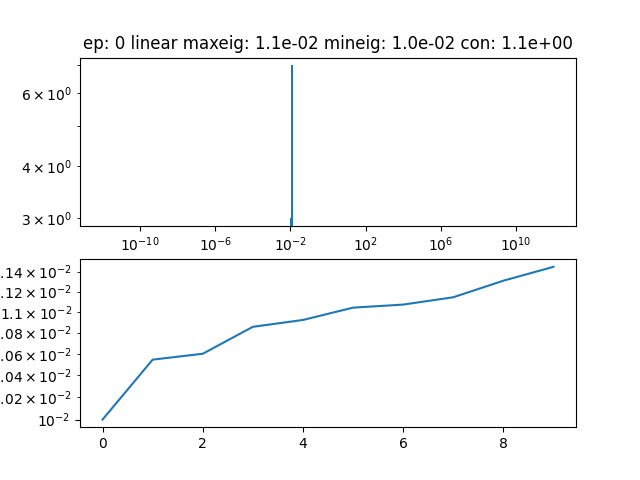 ep: 0 linear maxeig: 1.1e-02 mineig: 1.0e-02 con: 1.1e+00
6 × 10⁰
4 × 10⁰
3 × 10⁰
10⁻¹⁰ 10⁻⁶ 10⁻² 10² 10⁶ 10¹⁰
.14 × 10⁻²
.12 × 10⁻²
1.1 × 10⁻²
.08 × 10⁻²
.06 × 10⁻²
.04 × 10⁻²
.02 × 10⁻²
10⁻²
0 2 4 6 8